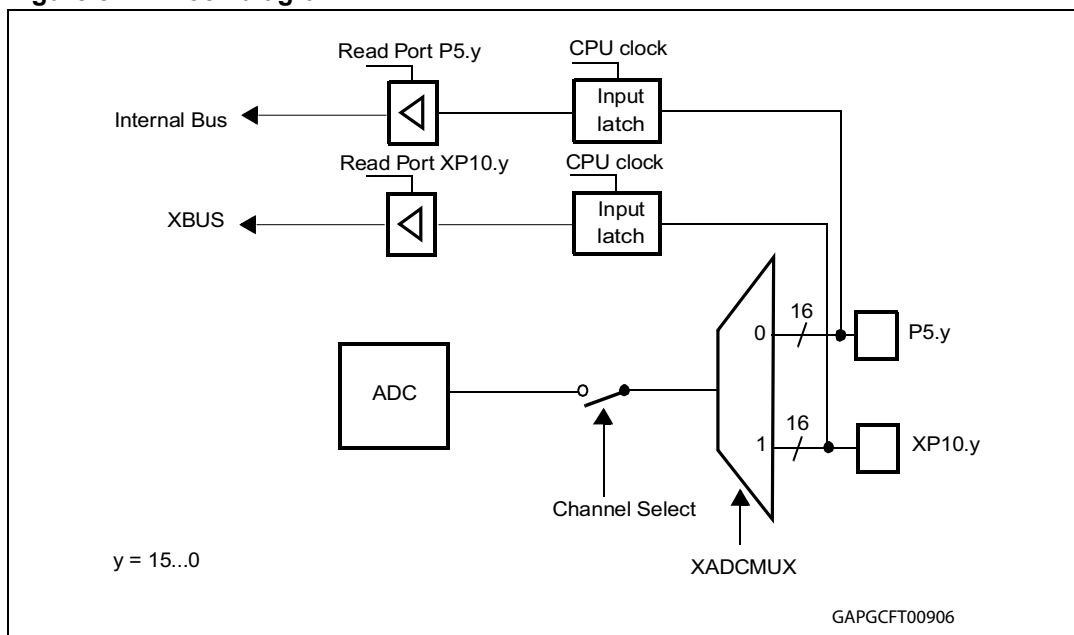 Read Port P5.y
CPU clock
Input
latch
Internal Bus
Read Port XP10.y
CPU clock
Input
latch
XBUS
16
0
P5.y
ADC
16
1
XP10.y
Channel Select
XADCMUX
y = 15...0
GAPGCFT00906